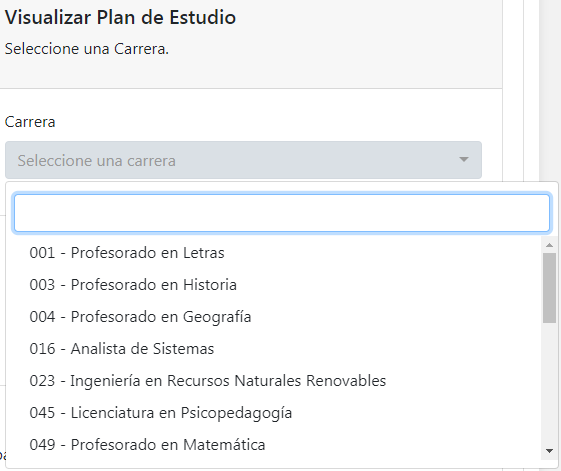 Visualizar Plan de Estudio
Seleccione una Carrera.
Carrera
Seleccione una carrera
001 - Profesorado en Letras
003 - Profesorado en Historia
004 - Profesorado en Geografía
016 - Analista de Sistemas
023 - Ingeniería en Recursos Naturales Renovables
045 - Licenciatura en Psicopedagogía
049 - Profesorado en Matemática